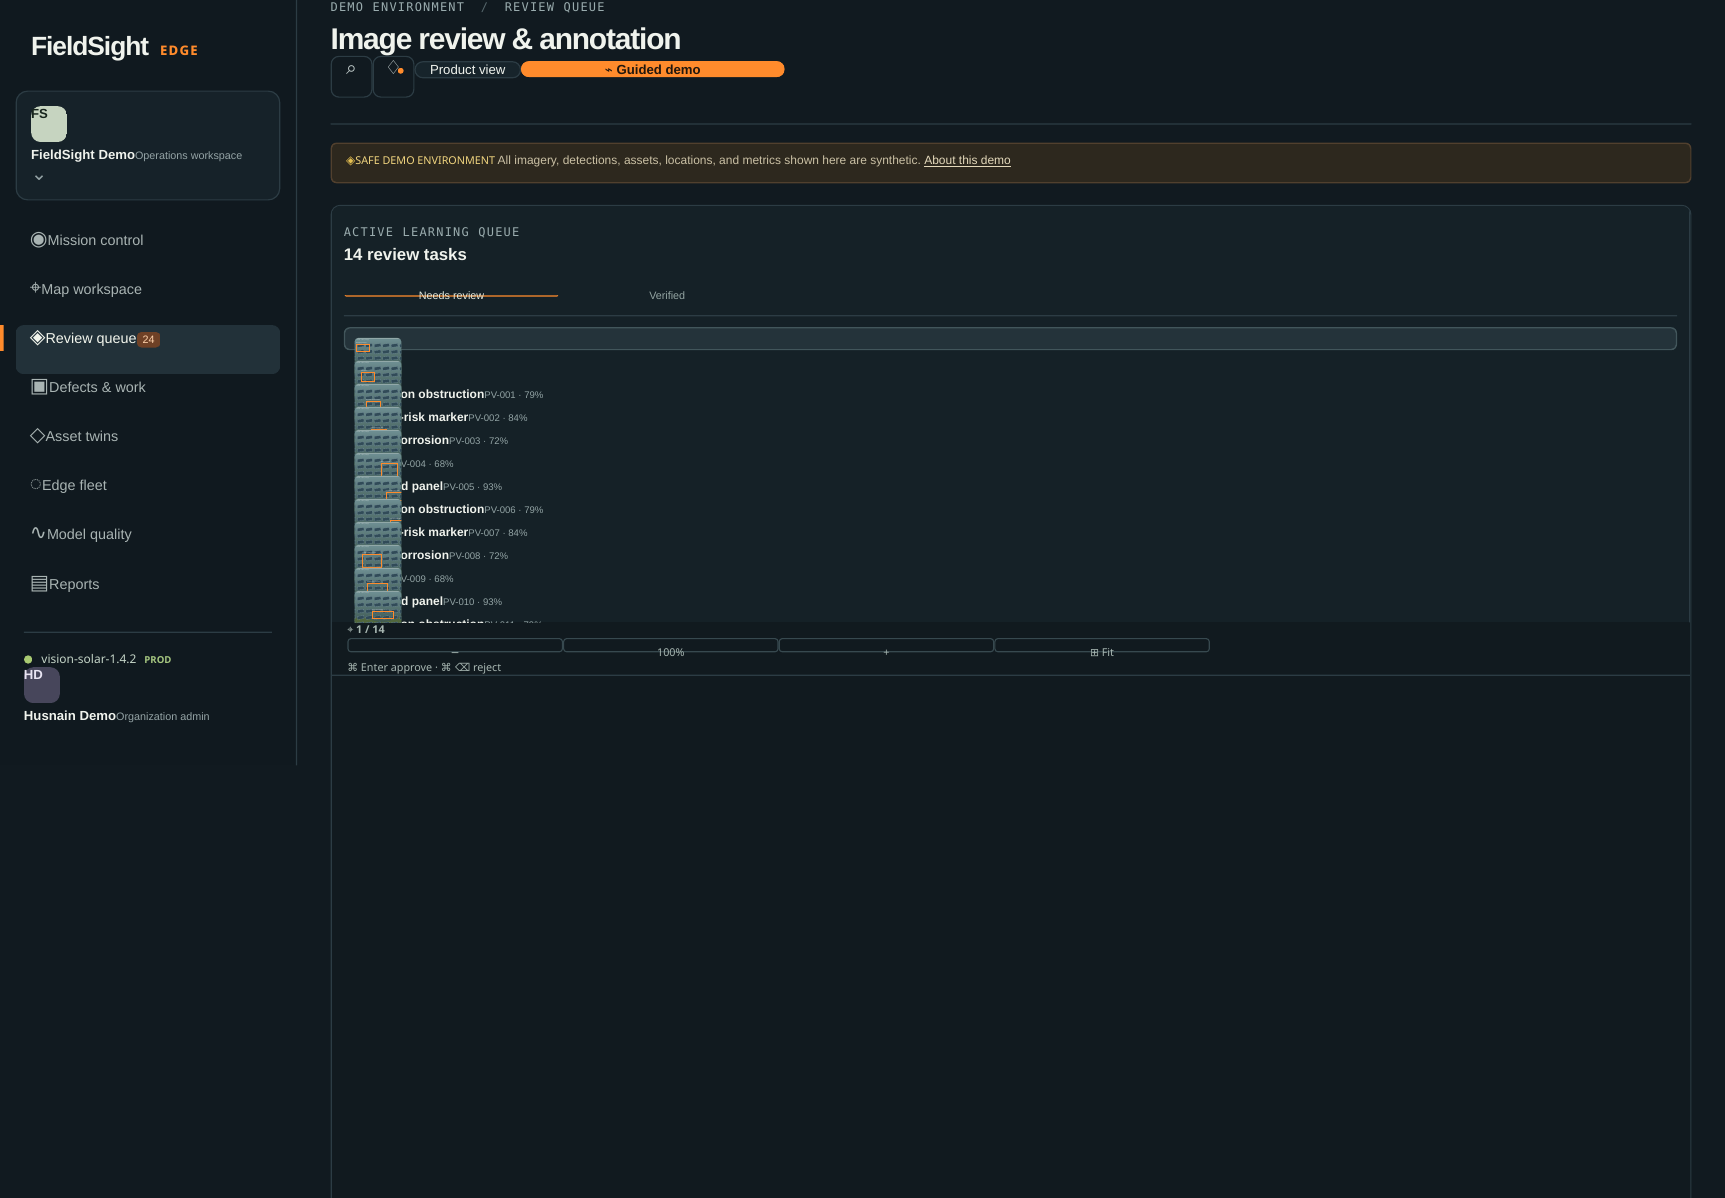 FieldSight EDGE
FS
FieldSight Demo Operations workspace
Mission control
Map workspace
Review queue 24
Defects & work
Asset twins
Edge fleet
Model quality
Reports
vision-solar-1.4.2 PROD
HD
Husnain Demo Organization admin
DEMO ENVIRONMENT / REVIEW QUEUE
Image review & annotation
Product view
Guided demo
SAFE DEMO ENVIRONMENT All imagery, detections, assets, locations, and metrics shown here are synthetic. About this demo
ACTIVE LEARNING QUEUE
14 review tasks
Needs review
Verified
on obstruction PV-001 · 79%
-risk marker PV-002 · 84%
orrosion PV-003 · 72%
V-004 · 68%
d panel PV-005 · 93%
on obstruction PV-006 · 79%
-risk marker PV-007 · 84%
orrosion PV-008 · 72%
V-009 · 68%
d panel PV-010 · 93%
1 / 14
−
100%
+
⊞ Fit
⌘ Enter approve · ⌘ ⌫ reject